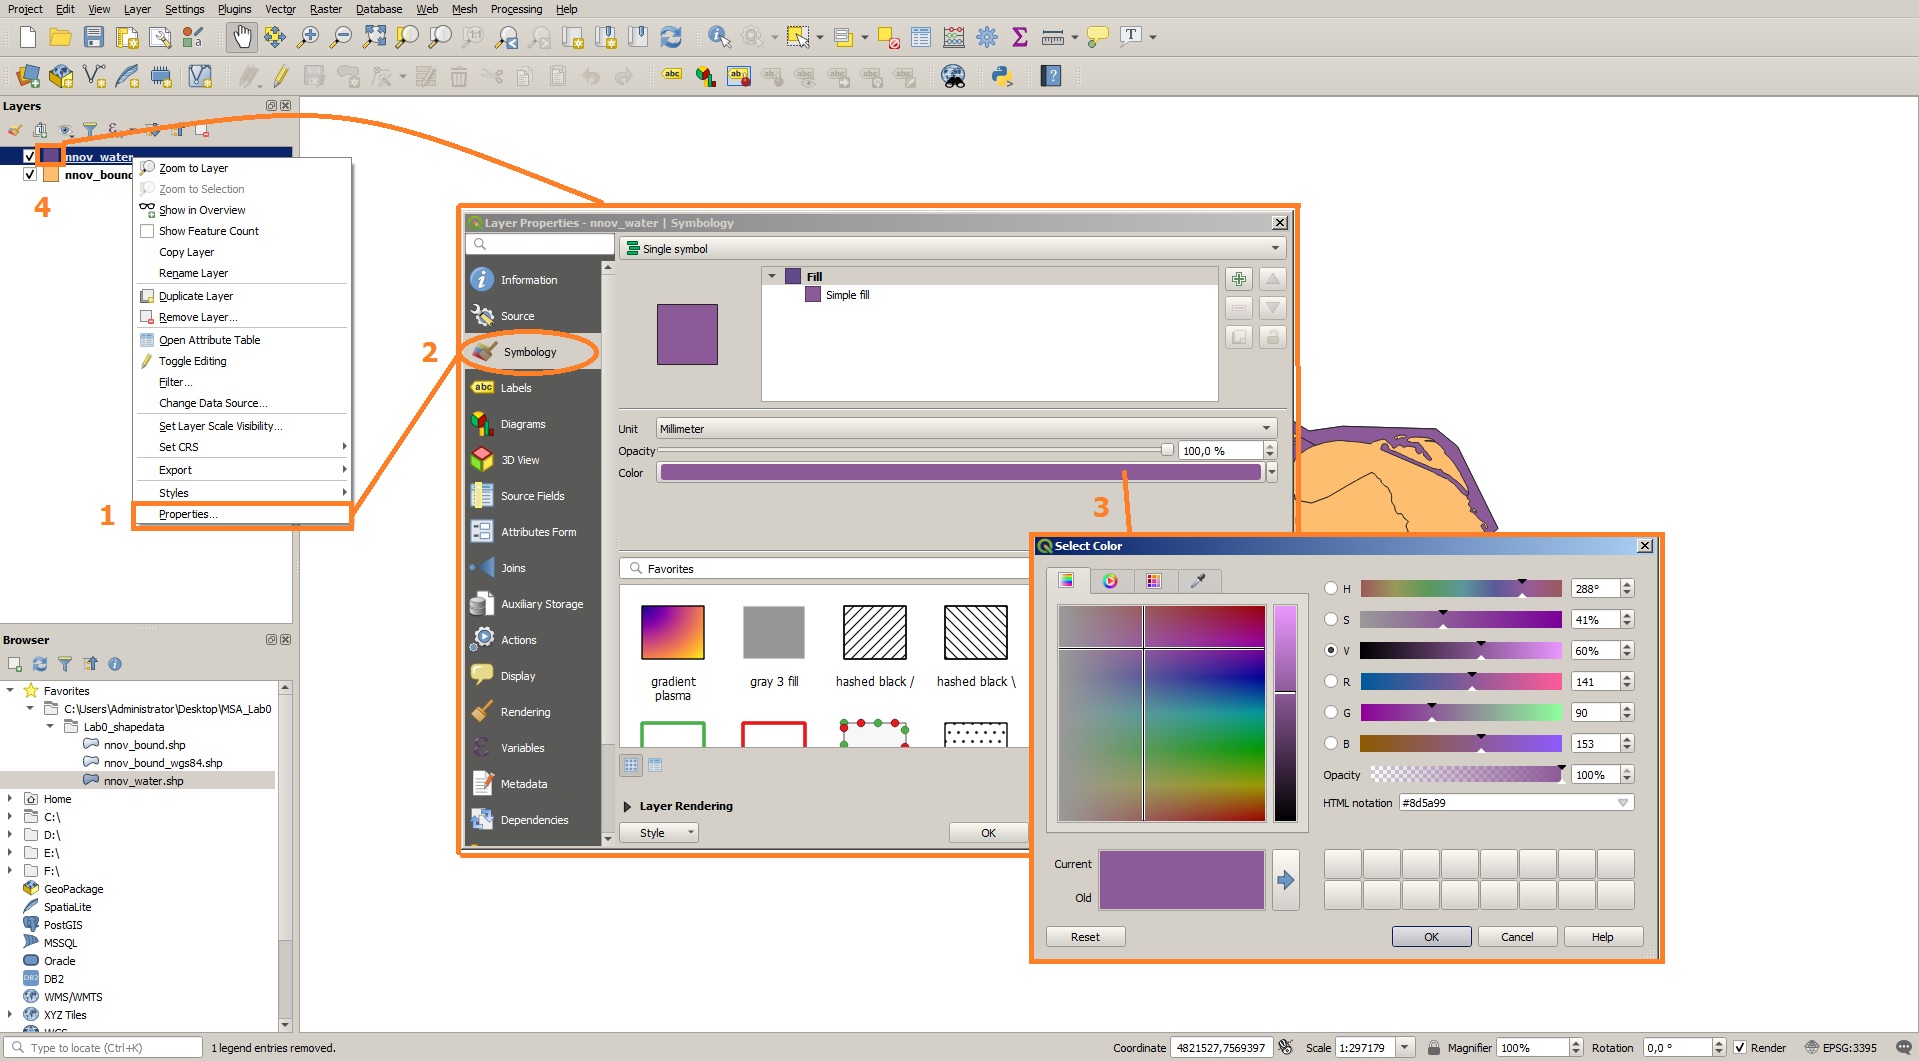 Project Edit View Layer Settings Plugins Vector Raster Database Web Mesh Processing Help
Layers
nnov_water
nnov_bound
4
Zoom to Layer
Zoom to Selection
Show in Overview
Show Feature Count
Copy Layer
Rename Layer
Duplicate Layer
Remove Layer...
Open Attribute Table
Toggle Editing
Filter...
Change Data Source...
Set Layer Scale Visibility...
Set CRS
Export
Styles
1
Properties...
2
Layer Properties - nnov_water | Symbology
Information
Source
Symbology
Labels
Diagrams
3D View
Source Fields
Attributes Form
Joins
Auxiliary Storage
Actions
Display
Rendering
Variables
Metadata
Dependencies
Single symbol
Fill
Simple fill
Unit Millimeter
Opacity 100,0 %
Color
3
Favorites
gradient plasma
gray 3 fill
hashed black /
hashed black \
Layer Rendering
Style
OK
Select Color
H 288°
S 41%
V 60%
R 141
G 90
B 153
Opacity 100%
HTML notation #8d5a99
Current
Old
Reset
OK Cancel Help
Browser
Favorites
C:\Users\Administrator\Desktop\MSA_Lab0
Lab0_shapedata
nnov_bound.shp
nnov_bound_wgs84.shp
nnov_water.shp
Home
C:\
D:\
E:\
F:\
GeoPackage
SpatiaLite
PostGIS
MSSQL
Oracle
DB2
WMS/WMTS
XYZ Tiles
Type to locate (Ctrl+K)
1 legend entries removed.
Coordinate 4821527,7569397
Scale 1:297179
Magnifier 100%
Rotation 0,0 °
Render
EPSG:3395